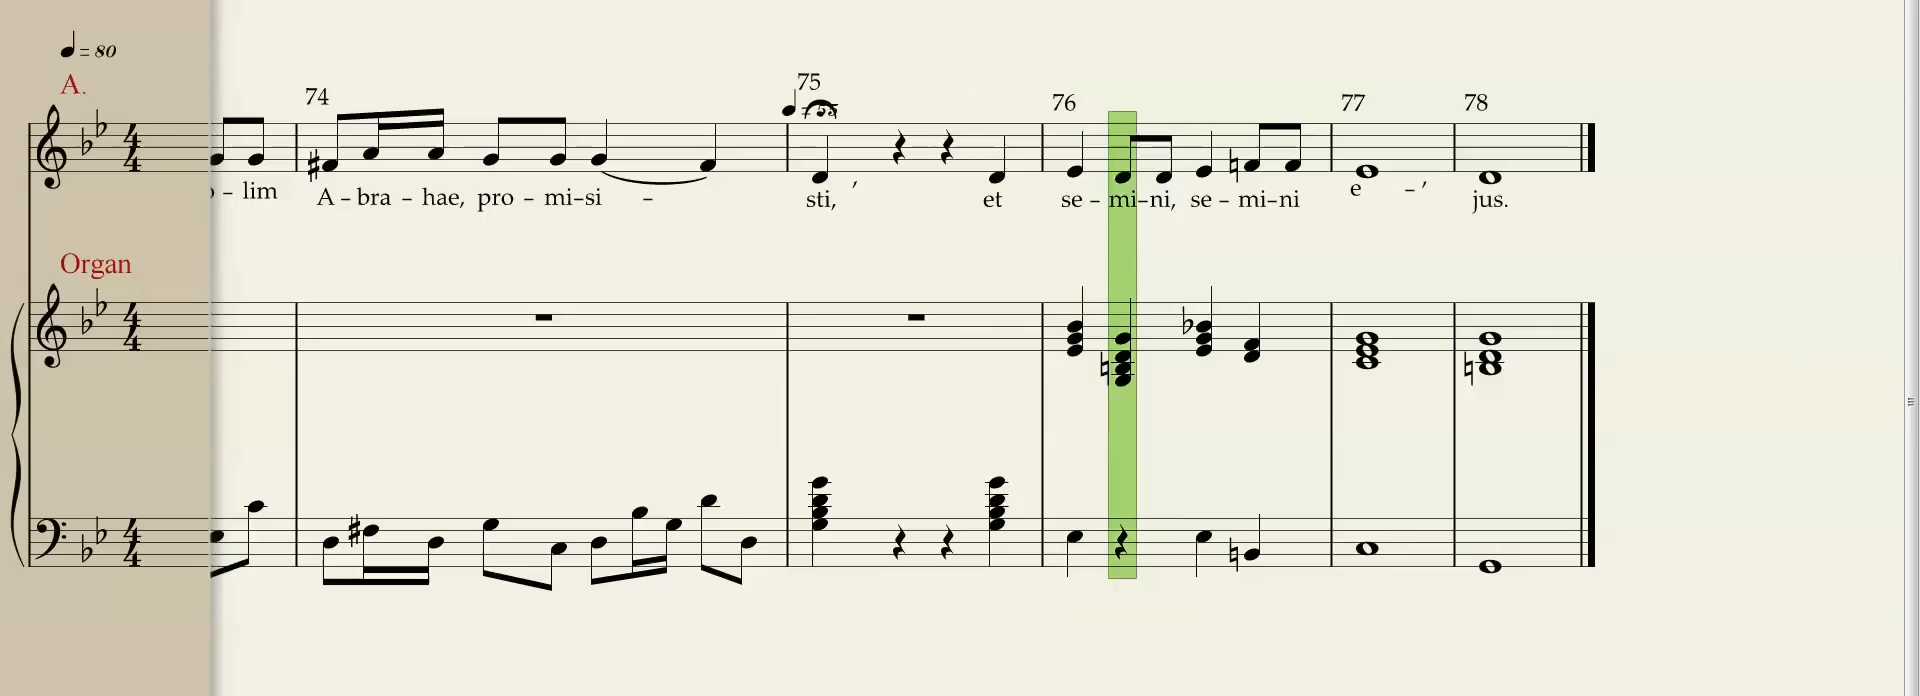 = 80
A.
74
75
76
77
78
lim A – bra – hae, pro – mi–si – sti, ′ et se – mi–ni, se – mi–ni e – ′ jus.
Organ